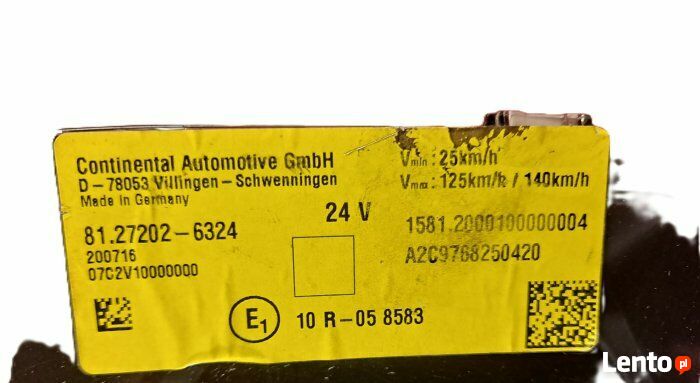 Continental Automotive GmbH
D-78053 Villingen-Schwenningen
Made in Germany
Vmin: 25km/h
Vmax: 125km/h / 140km/h
24 V
81.27202-6324
200716
07C2V10000000
1581.2000100000004
A2C9768250420
E1
10 R-05 8583
Lento.pl